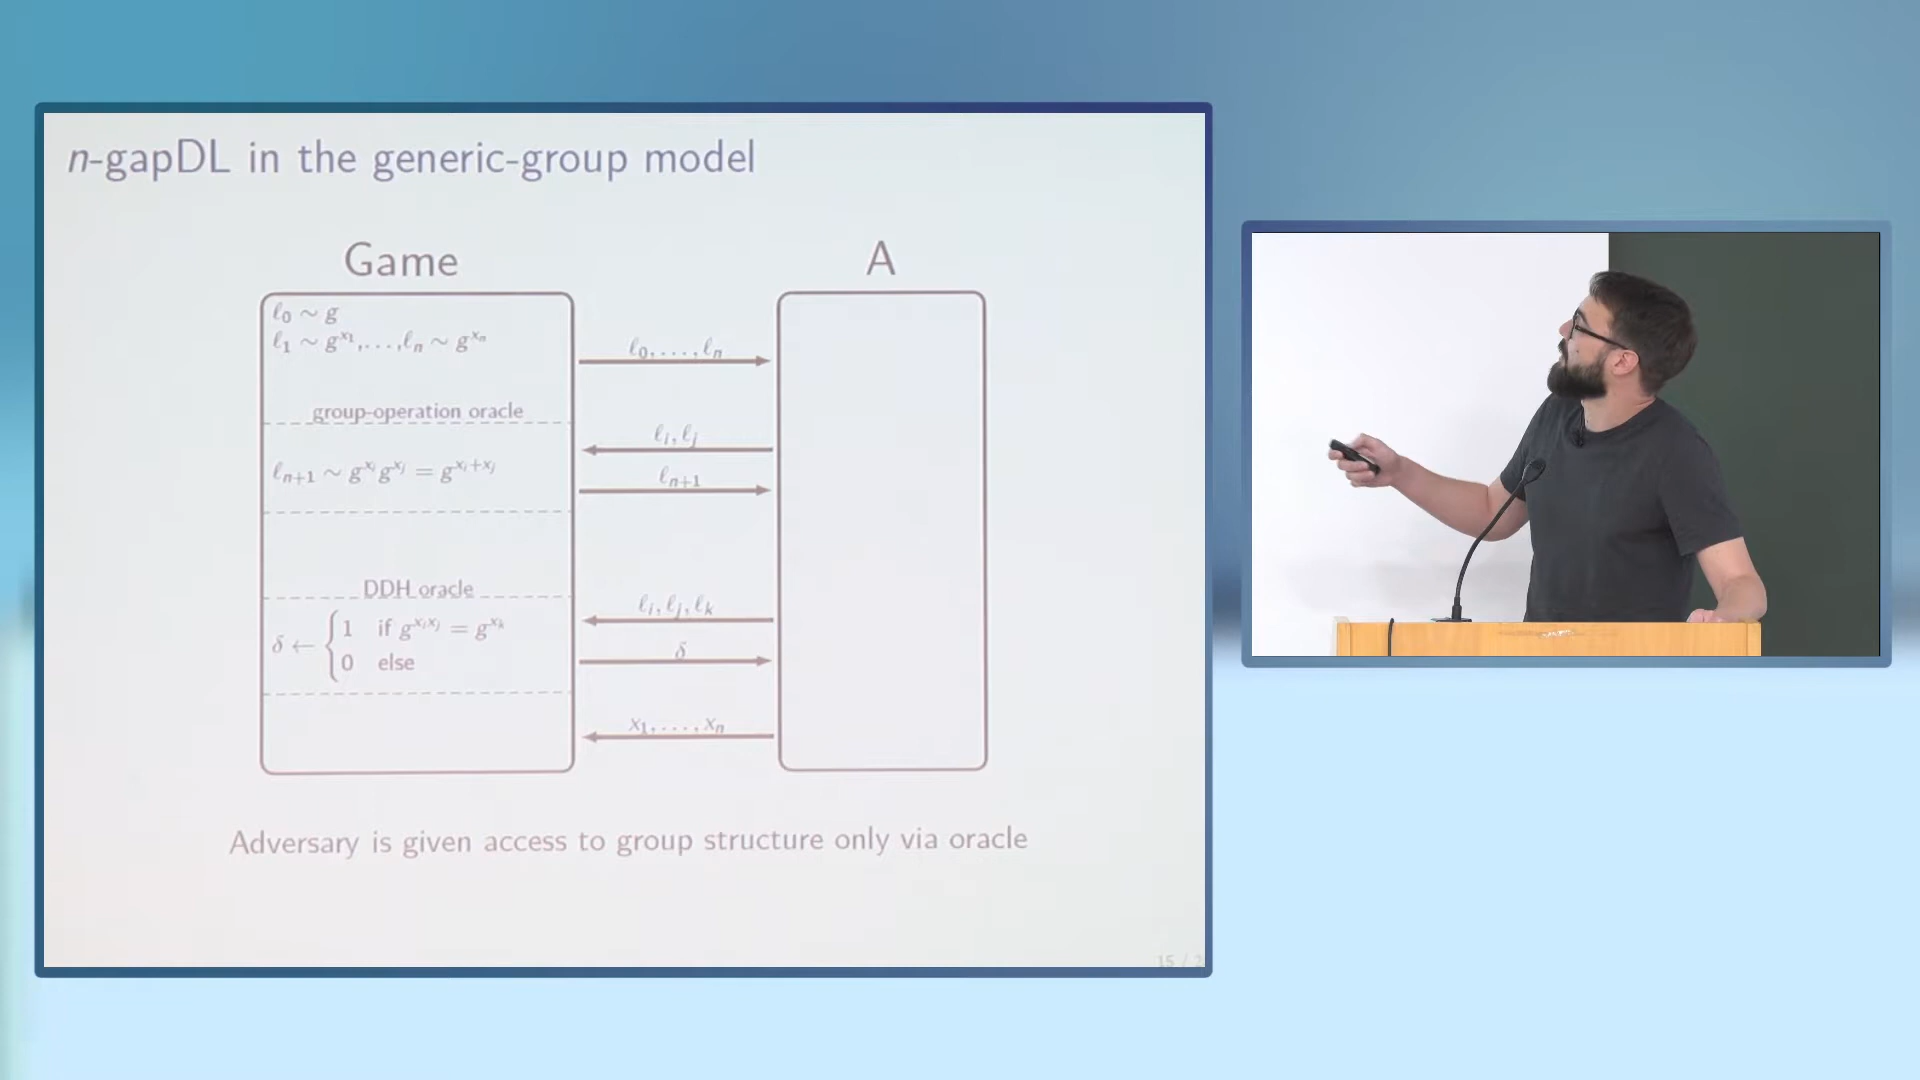 n-gapDL in the generic-group model
Game
A
ℓ₀ ∼ g
ℓ₁ ∼ g^{x₁},...,ℓₙ ∼ g^{xₙ}
ℓ₀,...,ℓₙ
group-operation oracle
ℓᵢ, ℓⱼ
ℓₙ₊₁ ∼ g^{xᵢ}g^{xⱼ} = g^{xᵢ+xⱼ}
ℓₙ₊₁
DDH oracle
ℓᵢ, ℓⱼ, ℓₖ
δ ← { 1 if g^{xᵢxⱼ} = g^{xₖ}
0 else
δ
x₁,...,xₙ
Adversary is given access to group structure only via oracle
15 / 2